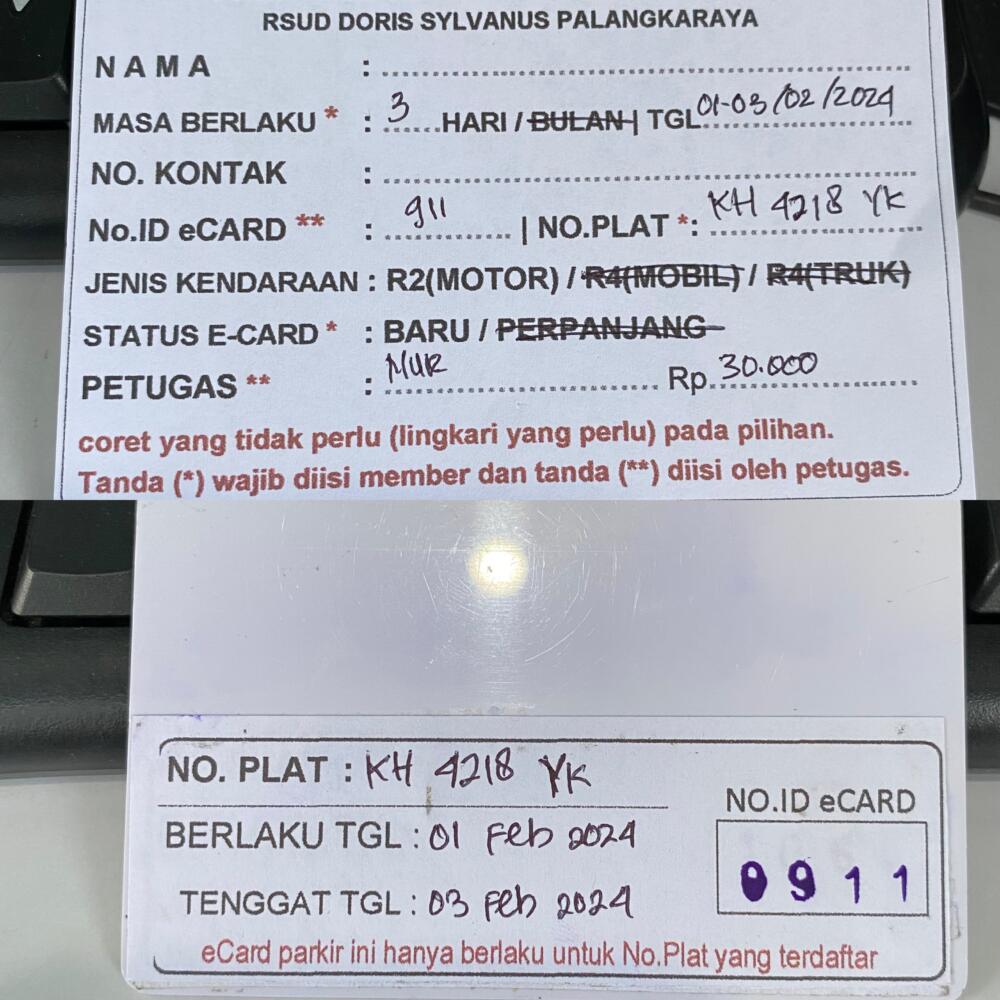 RSUD DORIS SYLVANUS PALANGKARAYA
N A M A :
MASA BERLAKU * : 3 HARI / BULAN | TGL 01-03/02/2024
NO. KONTAK :
No.ID eCARD ** : 911 | NO.PLAT *: KH 4218 YK
JENIS KENDARAAN : R2(MOTOR) / R4(MOBIL) / R4(TRUK)
STATUS E-CARD * : BARU / PERPANJANG
PETUGAS ** : MUR Rp. 30.000
coret yang tidak perlu (lingkari yang perlu) pada pilihan.
Tanda (*) wajib diisi member dan tanda (**) diisi oleh petugas.
NO. PLAT : KH 4218 YK
BERLAKU TGL : 01 Feb 2024
TENGGAT TGL : 03 Feb 2024
NO.ID eCARD
0911
eCard parkir ini hanya berlaku untuk No.Plat yang terdaftar